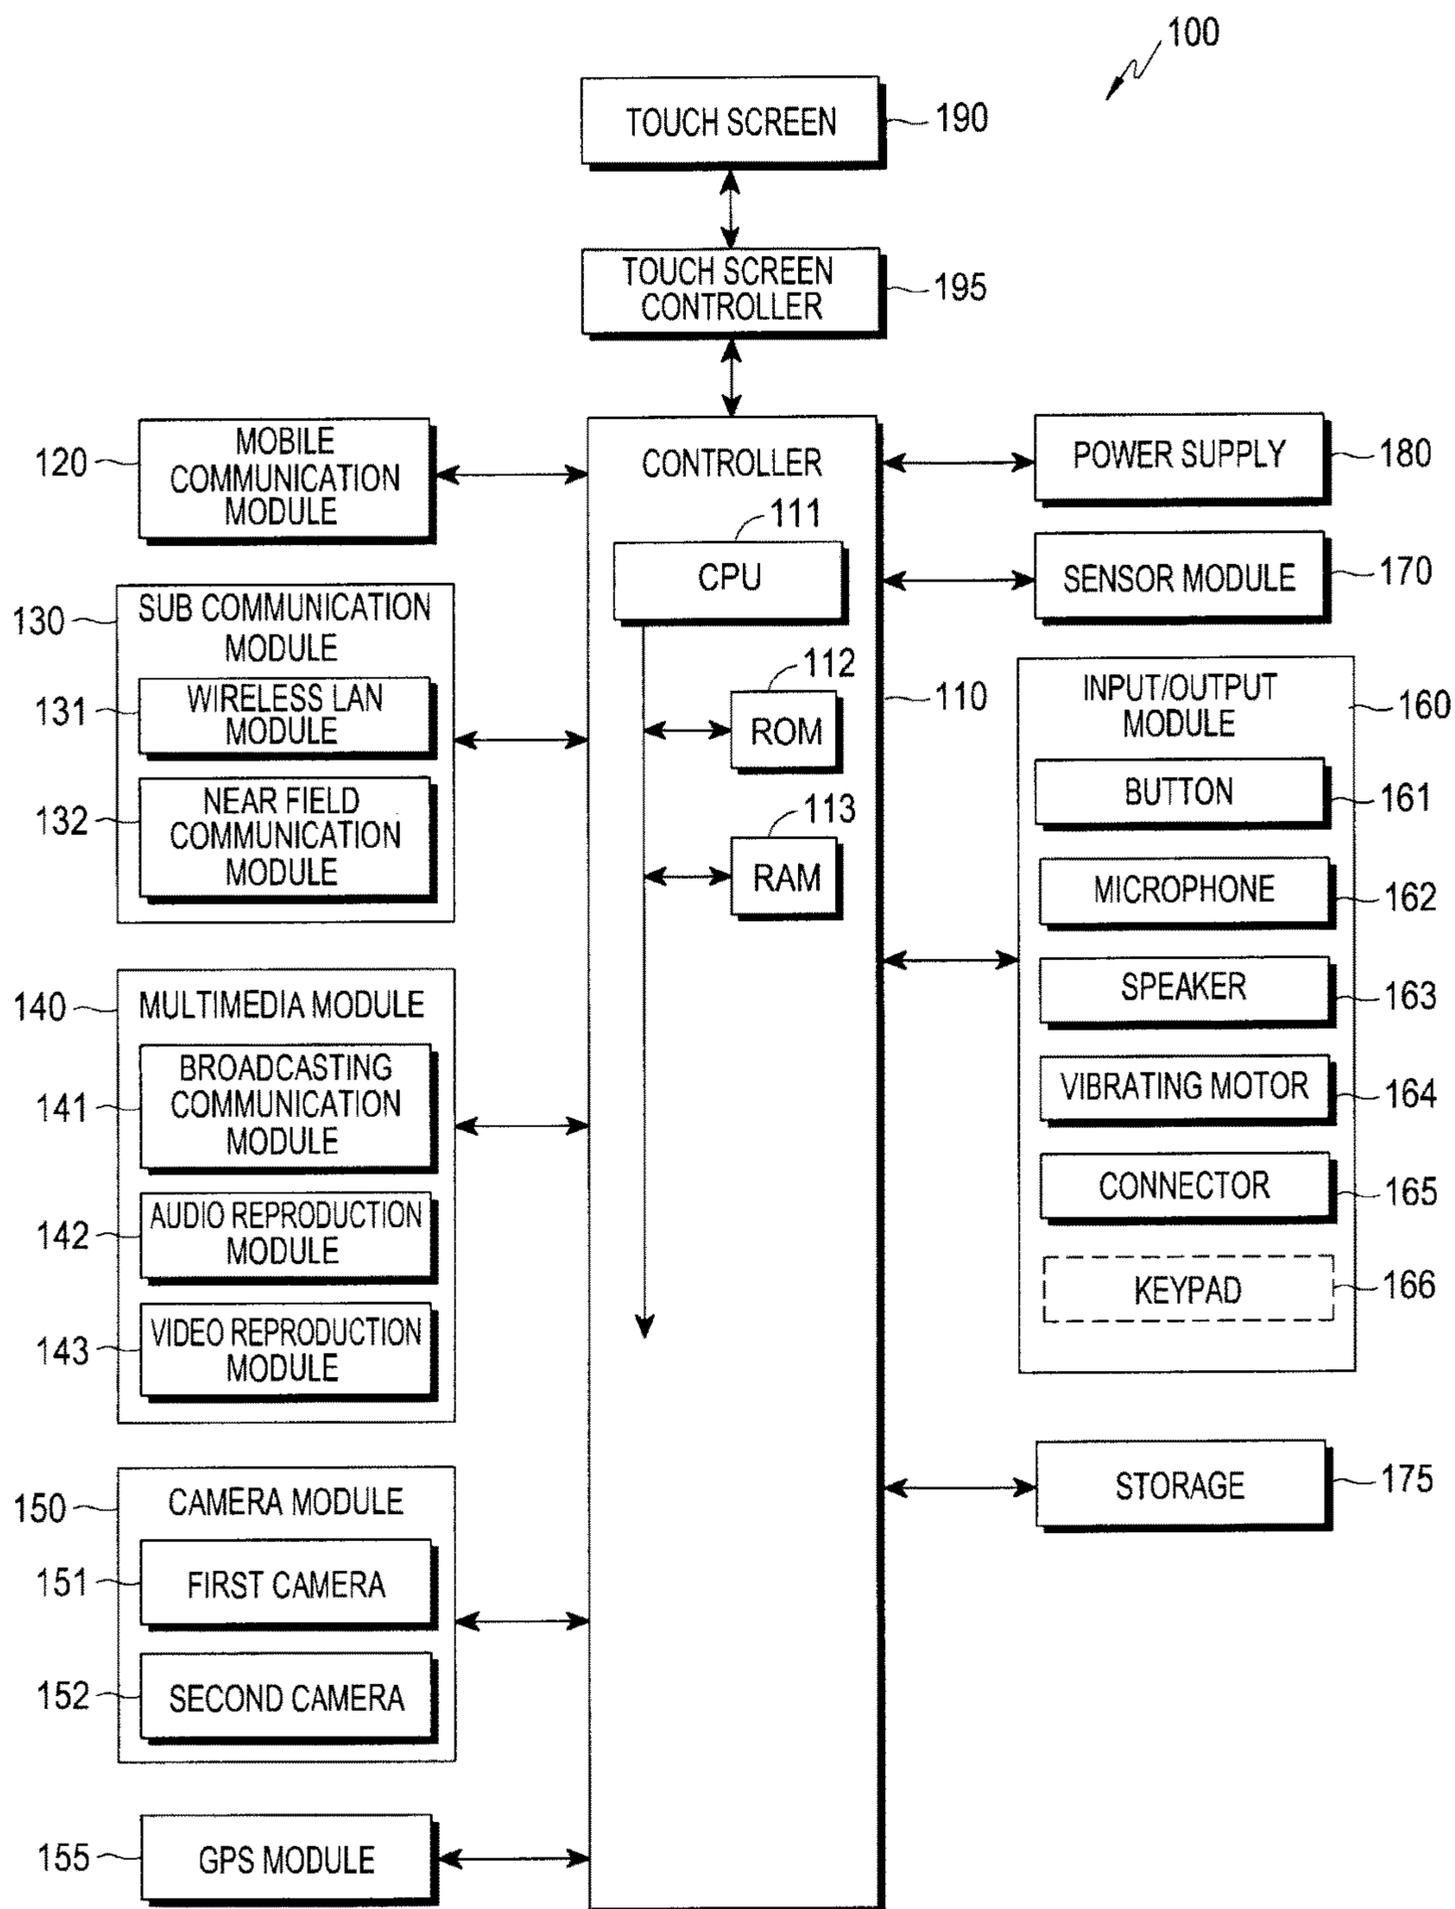 100
TOUCH SCREEN
190
TOUCH SCREEN
CONTROLLER
195
120
MOBILE
COMMUNICATION
MODULE
130
SUB COMMUNICATION
MODULE
131
WIRELESS LAN
MODULE
132
NEAR FIELD
COMMUNICATION
MODULE
140
MULTIMEDIA MODULE
141
BROADCASTING
COMMUNICATION
MODULE
142
AUDIO REPRODUCTION
MODULE
143
VIDEO REPRODUCTION
MODULE
150
CAMERA MODULE
151
FIRST CAMERA
152
SECOND CAMERA
155
GPS MODULE
CONTROLLER
111
CPU
112
ROM
113
RAM
110
POWER SUPPLY
180
SENSOR MODULE
170
INPUT/OUTPUT
MODULE
160
BUTTON
161
MICROPHONE
162
SPEAKER
163
VIBRATING MOTOR
164
CONNECTOR
165
KEYPAD
166
STORAGE
175